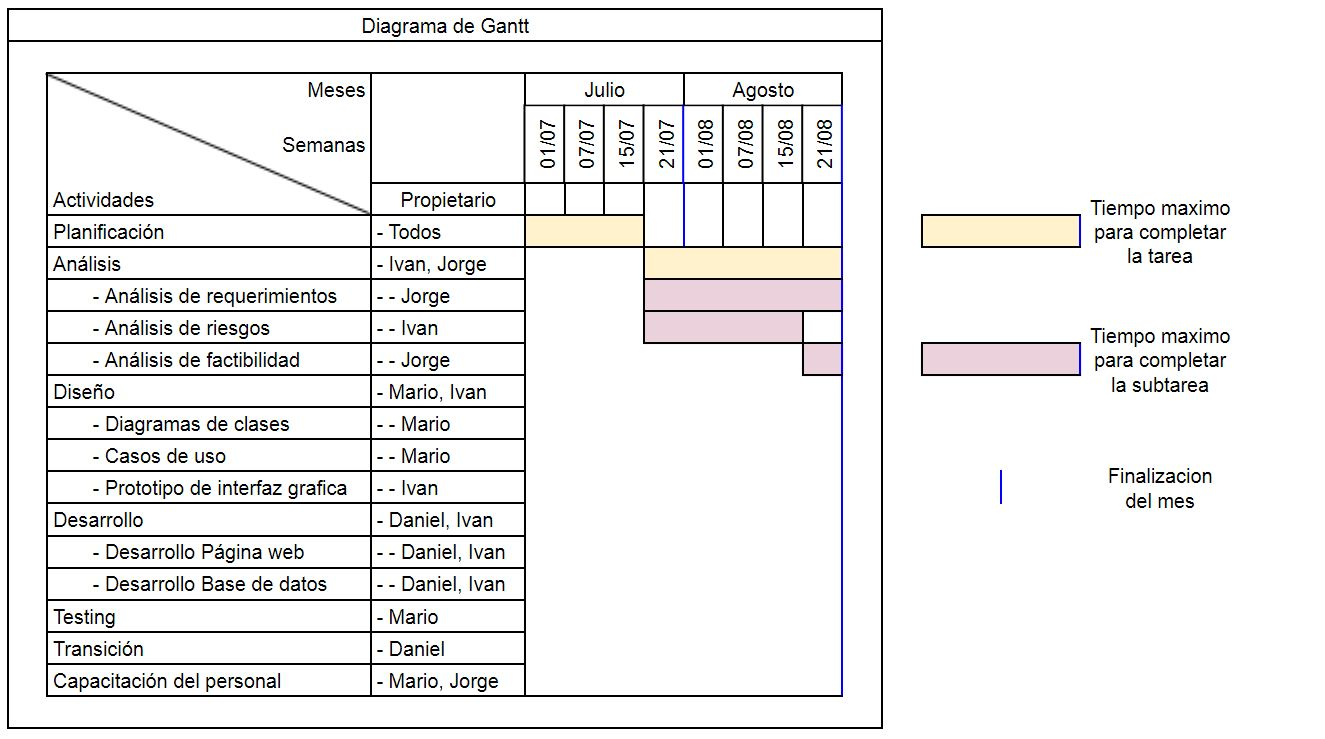 Diagrama de Gantt
Meses
Semanas
Actividades
Propietario
Julio
Agosto
01/07
07/07
15/07
21/07
01/08
07/08
15/08
21/08
Planificación
- Todos
Análisis
- Ivan, Jorge
- Análisis de requerimientos
- - Jorge
- Análisis de riesgos
- - Ivan
- Análisis de factibilidad
- - Jorge
Diseño
- Mario, Ivan
- Diagramas de clases
- - Mario
- Casos de uso
- - Mario
- Prototipo de interfaz grafica
- - Ivan
Desarrollo
- Daniel, Ivan
- Desarrollo Página web
- - Daniel, Ivan
- Desarrollo Base de datos
- - Daniel, Ivan
Testing
- Mario
Transición
- Daniel
Capacitación del personal
- Mario, Jorge
Tiempo maximo
para completar
la tarea
Tiempo maximo
para completar
la subtarea
Finalizacion
del mes